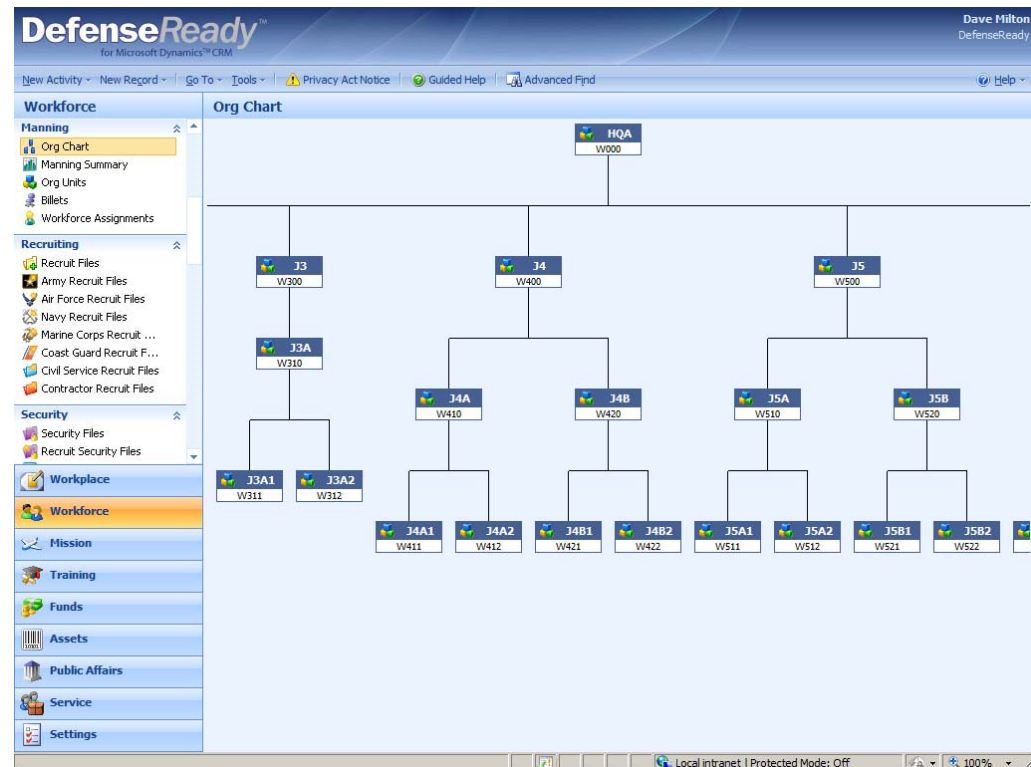 DefenseReady™
for Microsoft Dynamics™ CRM
Dave Milton
DefenseReady
New Activity New Record Go To Tools Privacy Act Notice Guided Help Advanced Find Help
Workforce
Org Chart
Manning
Org Chart
Manning Summary
Org Units
Billets
Workforce Assignments
Recruiting
Recruit Files
Army Recruit Files
Air Force Recruit Files
Navy Recruit Files
Marine Corps Recruit ...
Coast Guard Recruit F...
Civil Service Recruit Files
Contractor Recruit Files
Security
Security Files
Recruit Security Files
Workplace
Workforce
Mission
Training
Funds
Assets
Public Affairs
Service
Settings
HQA
W000
J3 J4 J5
W300 W400 W500
J3A
W310
J4A J4B J5A J5B
W410 W420 W510 W520
J3A1 J3A2
W311 W312
J4A1 J4A2 J4B1 J4B2 J5A1 J5A2 J5B1 J5B2
W411 W412 W421 W422 W511 W512 W521 W522
Local intranet | Protected Mode: Off 100%